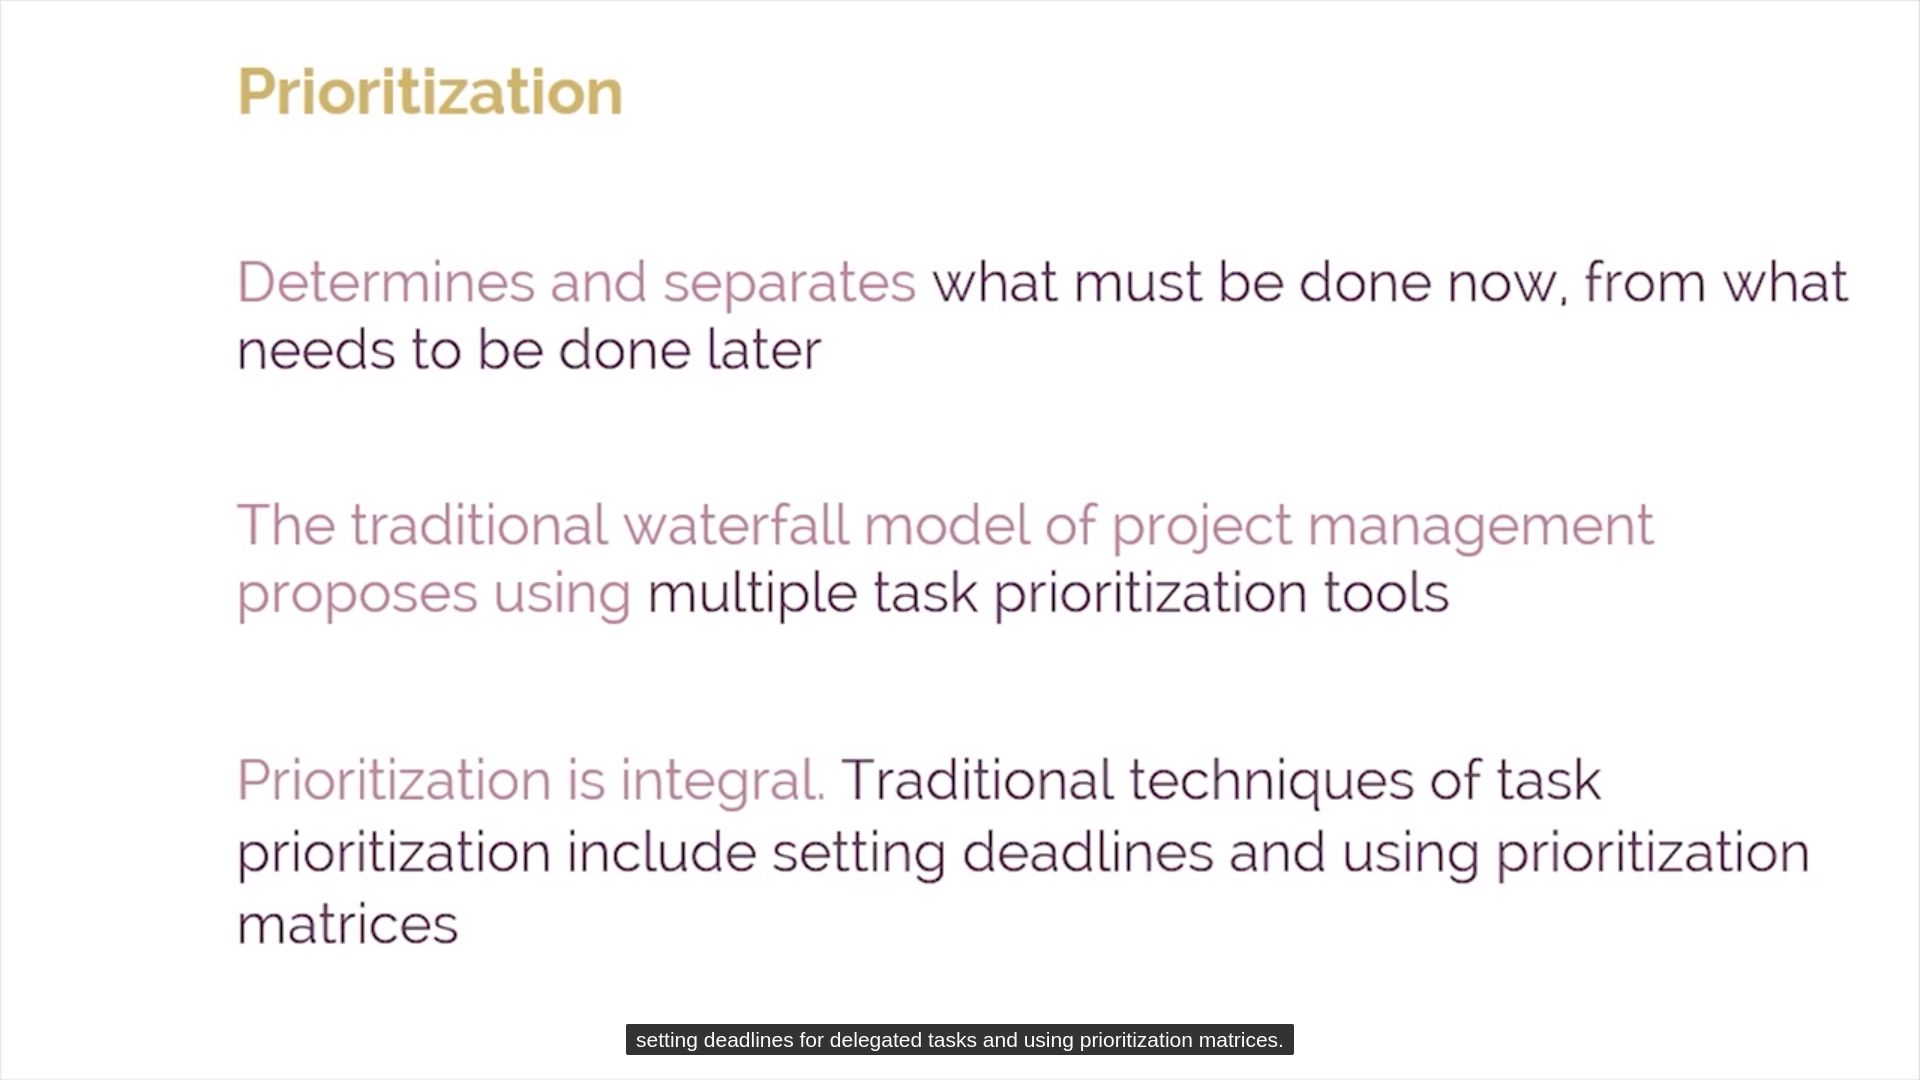 Prioritization
Determines and separates what must be done now, from what
needs to be done later
The traditional waterfall model of project management
proposes using multiple task prioritization tools
Prioritization is integral. Traditional techniques of task
prioritization include setting deadlines and using prioritization
matrices
setting deadlines for delegated tasks and using prioritization matrices.